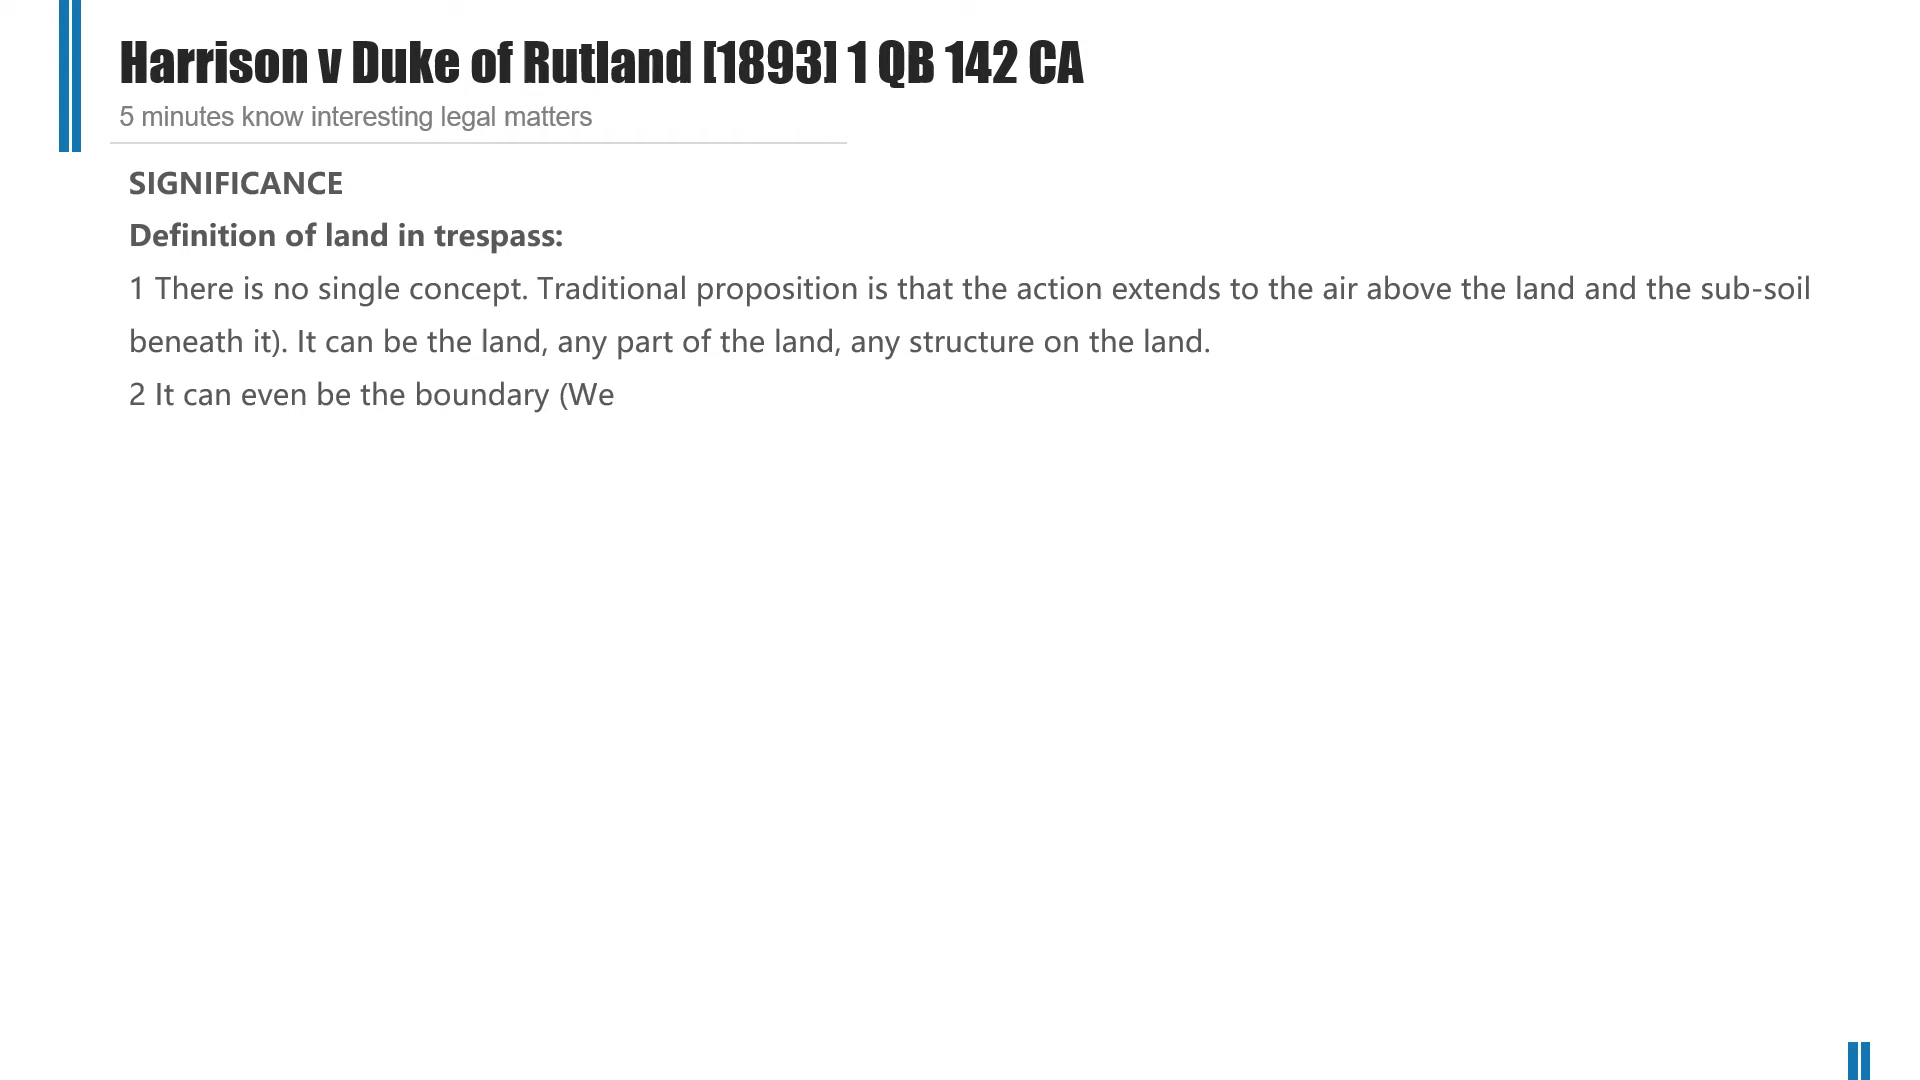 Harrison v Duke of Rutland [1893] 1 QB 142 CA
5 minutes know interesting legal matters
SIGNIFICANCE
Definition of land in trespass:
1 There is no single concept. Traditional proposition is that the action extends to the air above the land and the sub-soil
beneath it). It can be the land, any part of the land, any structure on the land.
2 It can even be the boundary (We